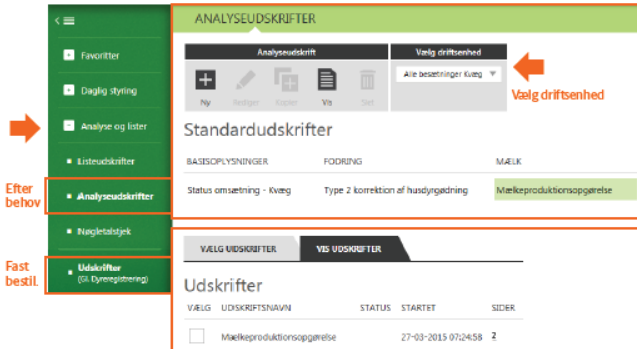 ANALYSEUDSKRIFTER
Favoritter
Daglig styring
Analyse og lister
Listeudskrifter
Efter behov
Analyseudskrifter
Nøgletalstjek
Fast bestil.
Udskrifter
(Gl. Dyreregistrering)
Analyseudskrift
Vælg driftsenhed
Ny
Rediger
Kopier
Vis
Slet
Alle besætninger Kvæg
Vælg driftsenhed
Standardudskrifter
BASISOPLYSNINGER FODRING MÆLK
Status omsætning - Kvæg Type 2 korrektion af husdyrgødning Mælkeproduktionsopgørelse
VÆLG UDSKRIFTER VIS UDSKRIFTER
Udskrifter
VÆLG UDSKRIFTSNAVN STATUS STARTET SIDER
Mælkeproduktionsopgørelse 27-03-2015 07:24:58 2